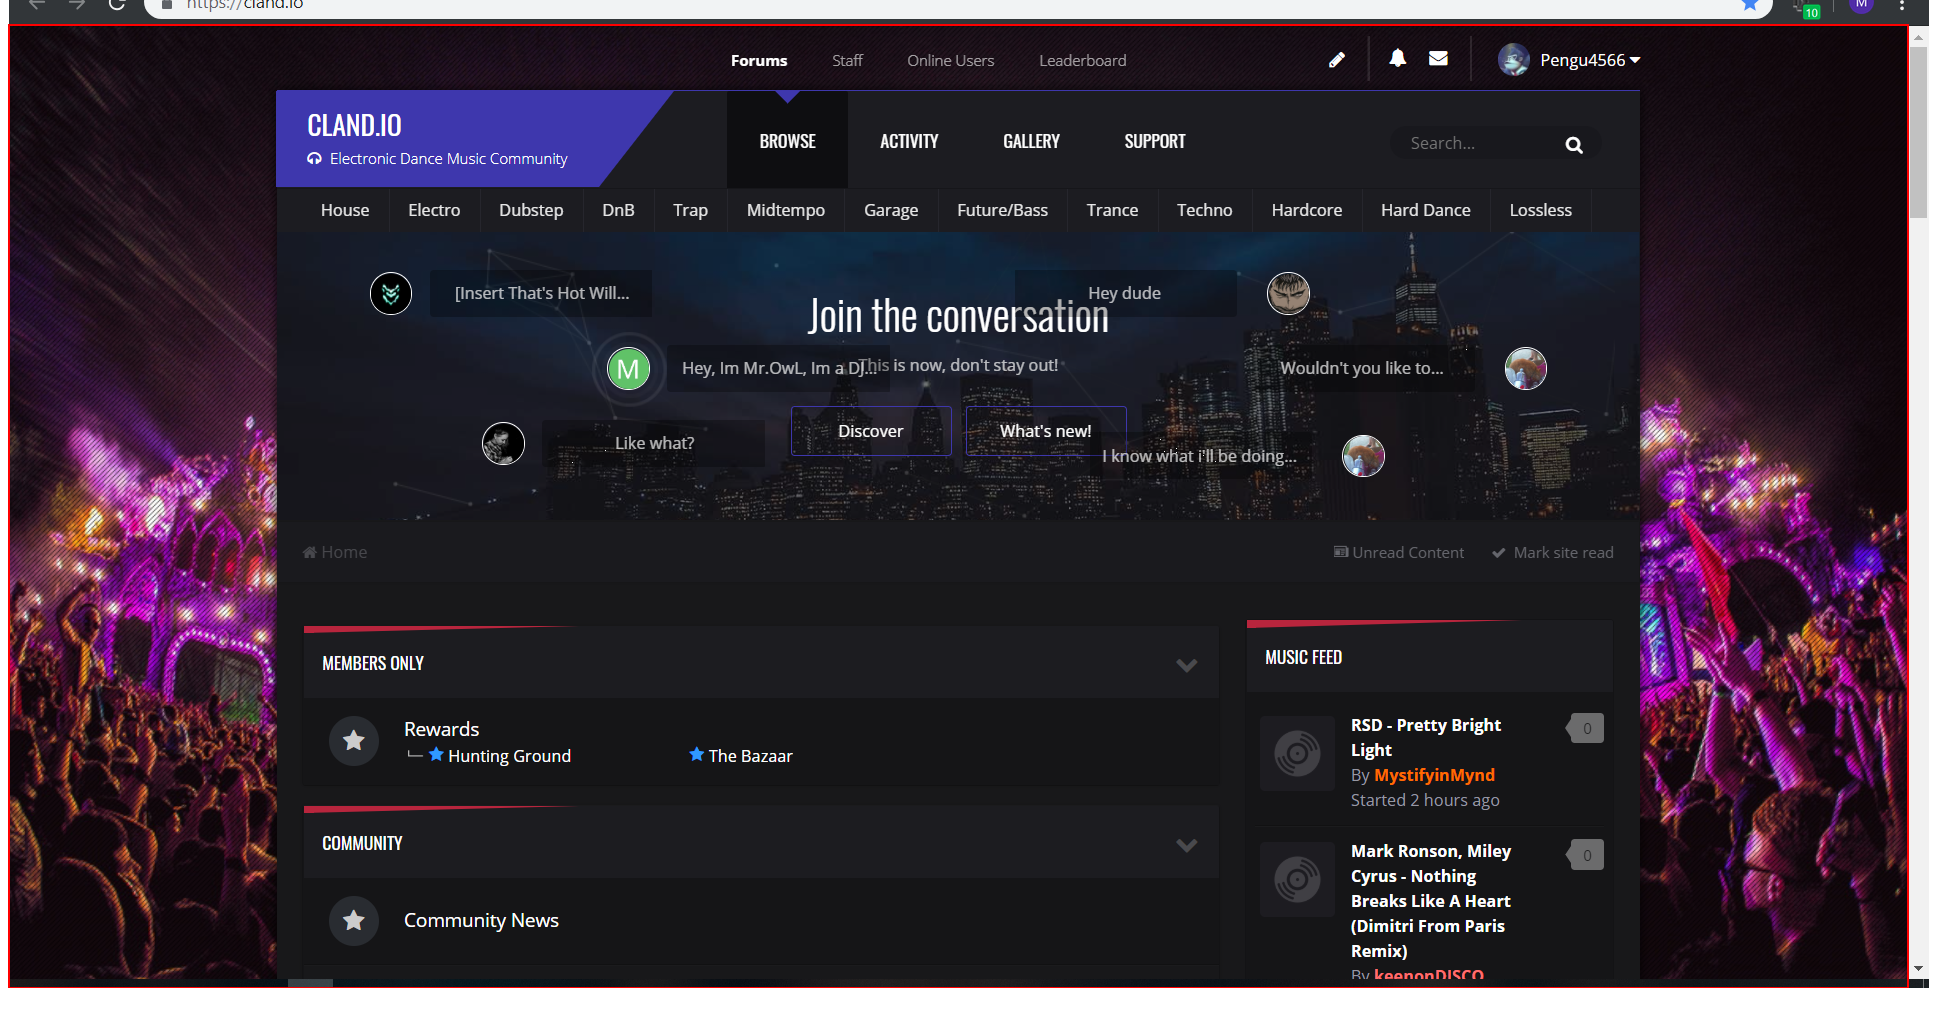 https://cland.io
10
M
Forums Staff Online Users Leaderboard Pengu4566
CLAND.IO
Electronic Dance Music Community
BROWSE ACTIVITY GALLERY SUPPORT Search...
House Electro Dubstep DnB Trap Midtempo Garage Future/Bass Trance Techno Hardcore Hard Dance Lossless
[Insert That's Hot Will...
Hey dude
Join the conversation
M
Hey, Im Mr.OwL, Im a DJ...
This is now, don't stay out!
Wouldn't you like to...
Like what?
Discover
What's new!
I know what i'll be doing...
Home
Unread Content Mark site read
MEMBERS ONLY
Rewards
Hunting Ground The Bazaar
COMMUNITY
Community News
MUSIC FEED
RSD - Pretty Bright
Light
0
By MystifyinMynd
Started 2 hours ago
Mark Ronson, Miley
0
Cyrus - Nothing
Breaks Like A Heart
(Dimitri From Paris
Remix)
By keenonDISCO